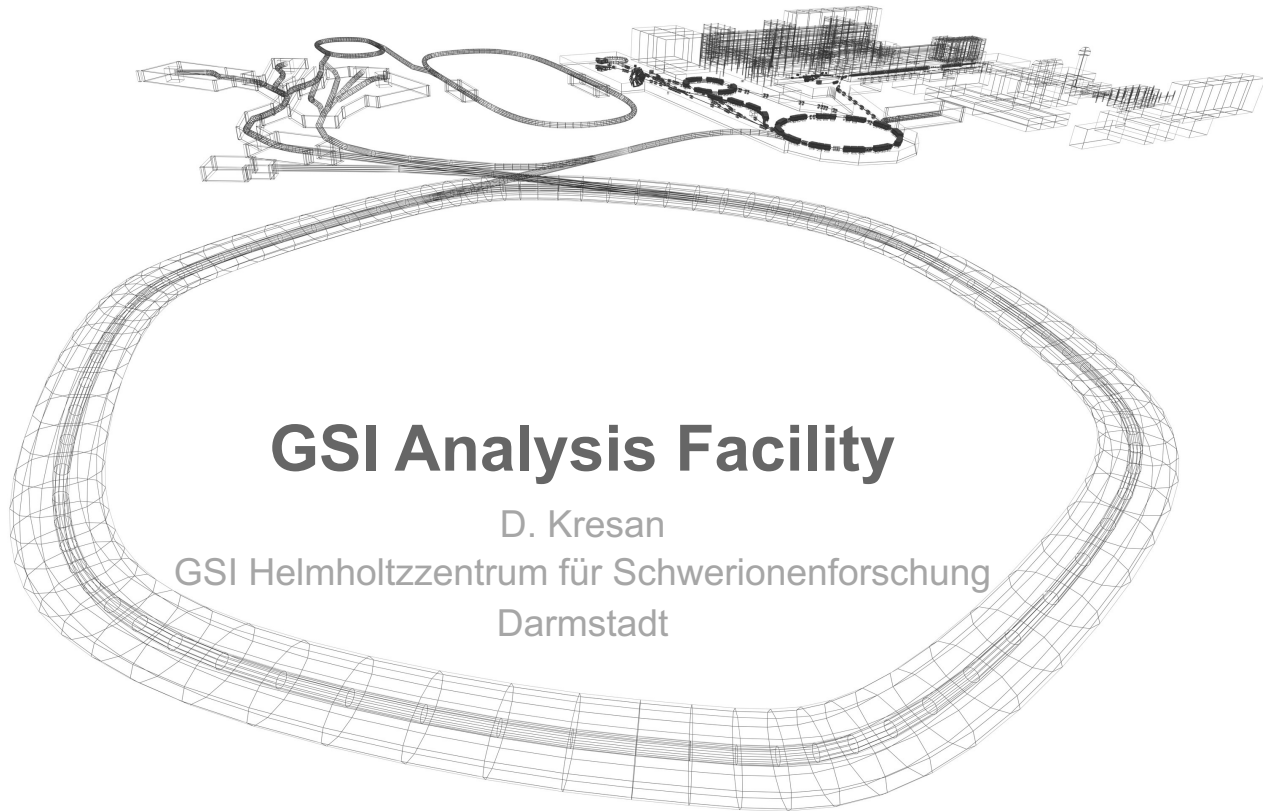 GSI Analysis Facility
D. Kresan
GSI Helmholtzzentrum für Schwerionenforschung
Darmstadt